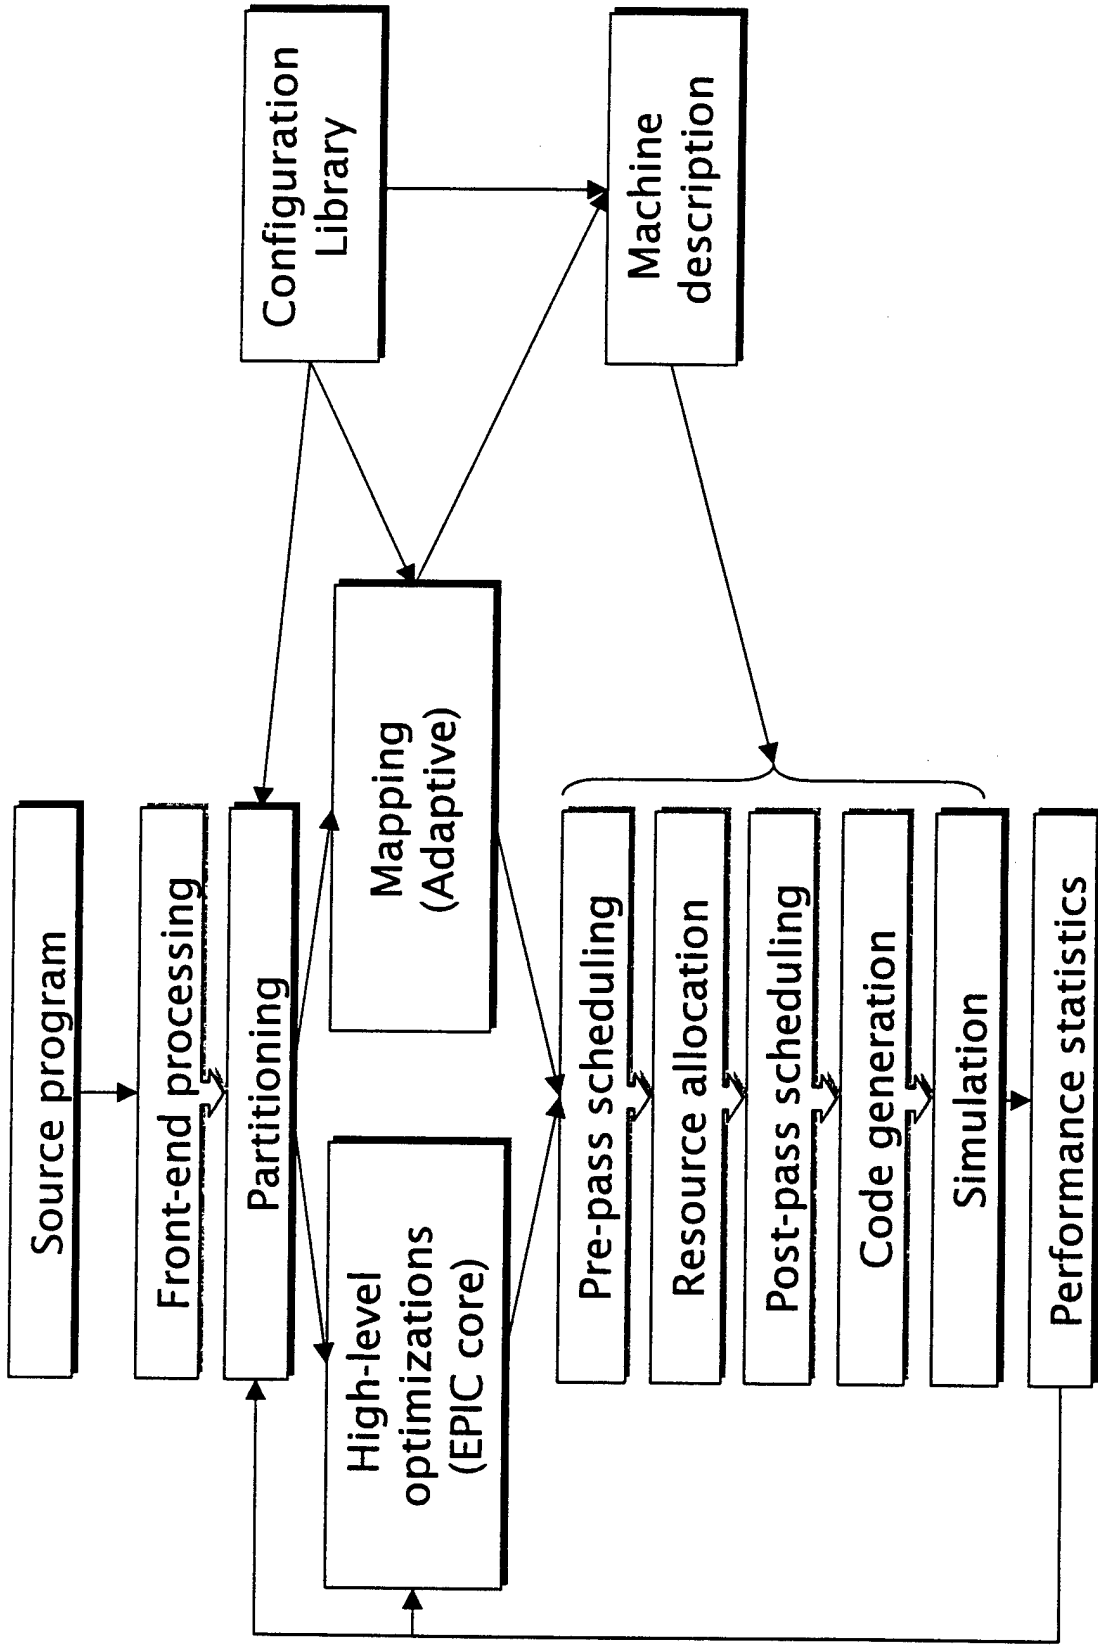 Source program
Front-end processing
Partitioning
High-level
optimizations
(EPIC core)
Mapping
(Adaptive)
Configuration
Library
Machine
description
Pre-pass scheduling
Resource allocation
Post-pass scheduling
Code generation
Simulation
Performance statistics